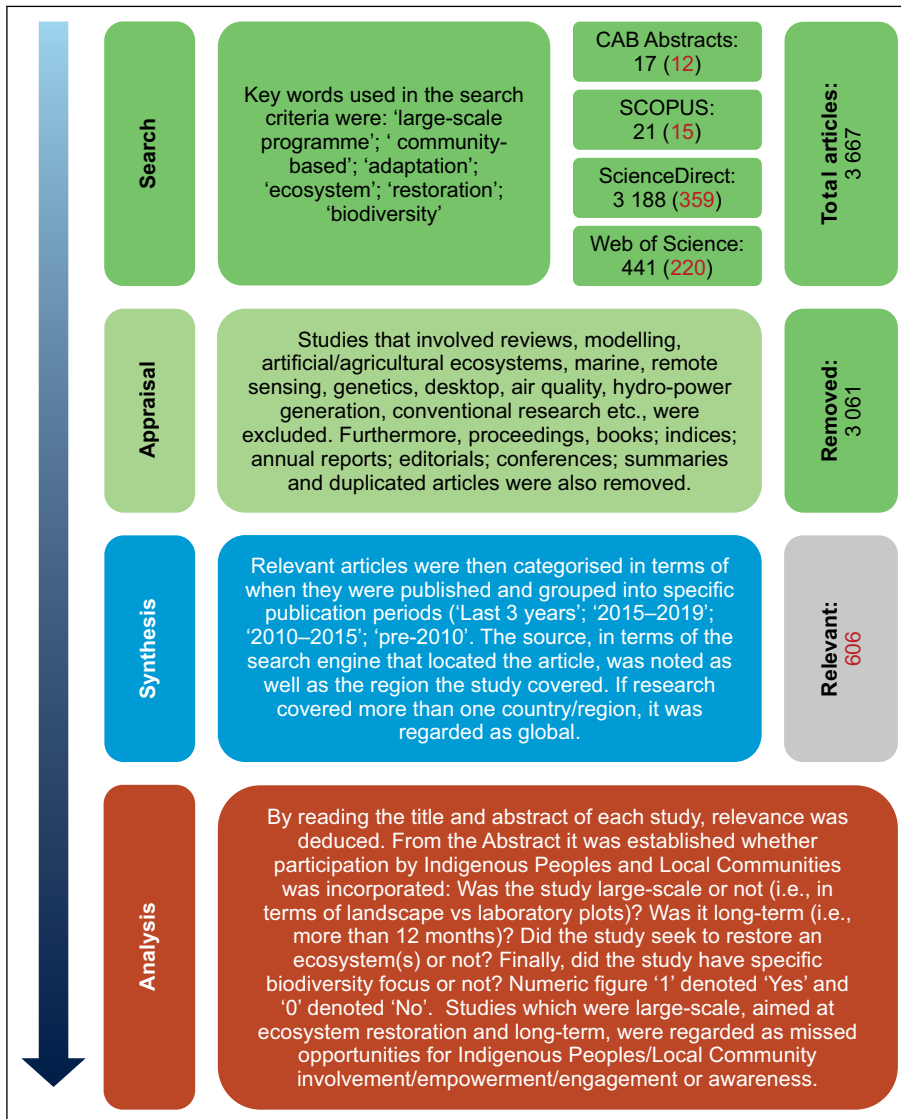 Search
Key words used in the search
criteria were: ‘large-scale
programme’; ‘ community-
based’; ‘adaptation’;
‘ecosystem’; ‘restoration’;
‘biodiversity’
CAB Abstracts:
17 (12)
SCOPUS:
21 (15)
ScienceDirect:
3 188 (359)
Web of Science:
441 (220)
Total articles:
3 667
Appraisal
Studies that involved reviews, modelling,
artificial/agricultural ecosystems, marine, remote
sensing, genetics, desktop, air quality, hydro-power
generation, conventional research etc., were
excluded. Furthermore, proceedings, books; indices;
annual reports; editorials; conferences; summaries
and duplicated articles were also removed.
Removed:
3 061
Synthesis
Relevant articles were then categorised in terms of
when they were published and grouped into specific
publication periods (‘Last 3 years’; ‘2015–2019’;
‘2010–2015’; ‘pre-2010’. The source, in terms of the
search engine that located the article, was noted as
well as the region the study covered. If research
covered more than one country/region, it was
regarded as global.
Relevant:
606
Analysis
By reading the title and abstract of each study, relevance was
deduced. From the Abstract it was established whether
participation by Indigenous Peoples and Local Communities
was incorporated: Was the study large-scale or not (i.e., in
terms of landscape vs laboratory plots)? Was it long-term (i.e.,
more than 12 months)? Did the study seek to restore an
ecosystem(s) or not? Finally, did the study have specific
biodiversity focus or not? Numeric figure ‘1’ denoted ‘Yes’ and
‘0’ denoted ‘No’.  Studies which were large-scale, aimed at
ecosystem restoration and long-term, were regarded as missed
opportunities for Indigenous Peoples/Local Community
involvement/empowerment/engagement or awareness.